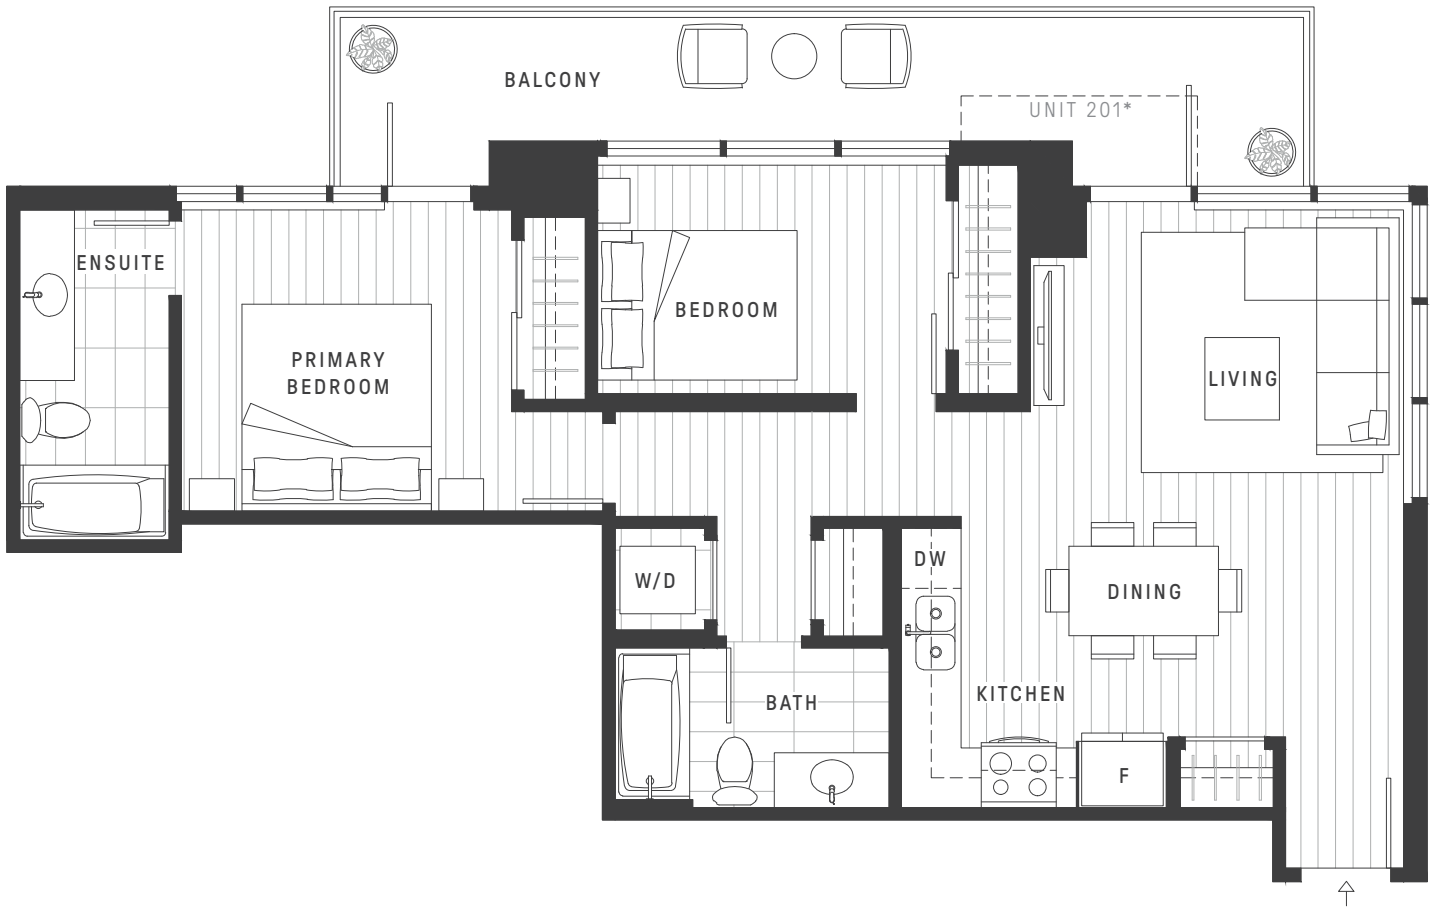 BALCONY
UNIT 201*
ENSUITE
BEDROOM
PRIMARY
BEDROOM
LIVING
DW
W/D
DINING
KITCHEN
BATH
F